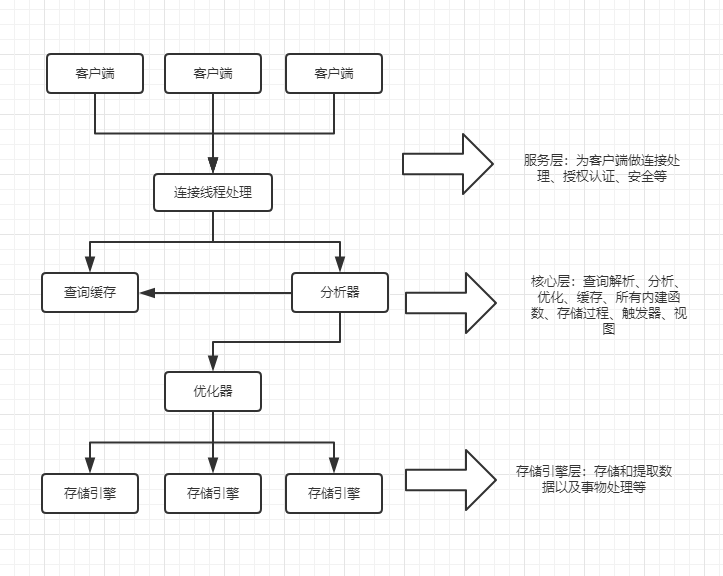 客户端
客户端
客户端
服务层：为客户端做连接处
理、授权认证、安全等
连接线程处理
查询缓存
分析器
核心层：查询解析、分析、
优化、缓存、所有内建函
数、存储过程、触发器、视
图
优化器
存储引擎
存储引擎
存储引擎
存储引擎层：存储和提取数
据以及事物处理等